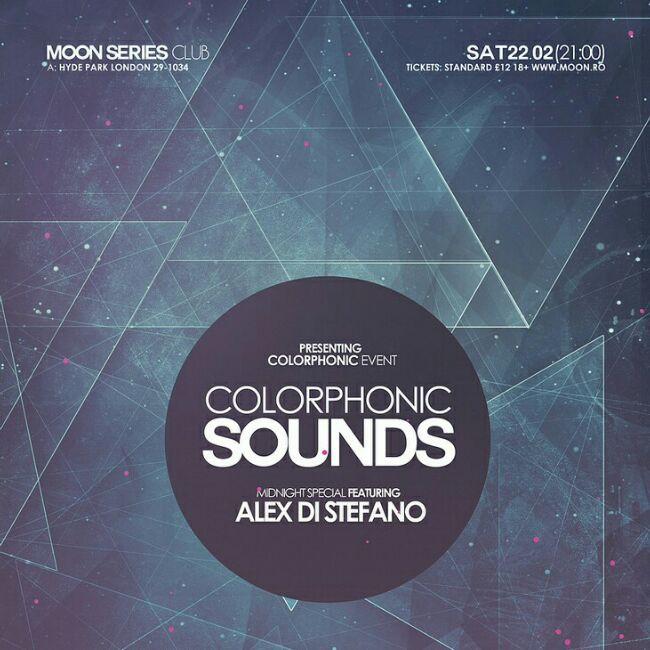 MOON SERIES CLUB
A: HYDE PARK LONDON 29-1034
SAT22.02(21:00)
TICKETS: STANDARD £12 18+ WWW.MOON.RO
PRESENTING
COLORPHONIC EVENT
COLORPHONIC
SOUNDS
MIDNIGHT SPECIAL FEATURING
ALEX DI STEFANO